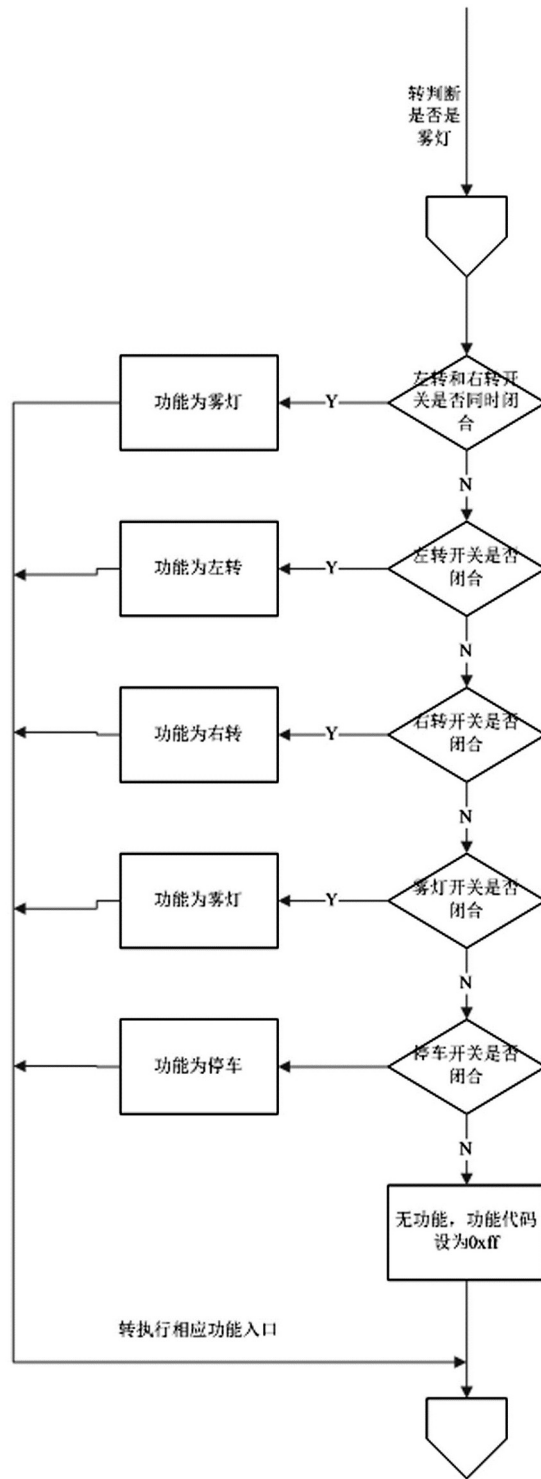 转判断
是否是
雾灯
左转和右转开
关是否同时闭
合
功能为雾灯
Y
N
左转开关是否
闭合
功能为左转
Y
N
右转开关是否
闭合
功能为右转
Y
N
雾灯开关是否
闭合
功能为雾灯
Y
N
停车开关是否
闭合
功能为停车
N
无功能，功能代码
设为0xff
转执行相应功能入口